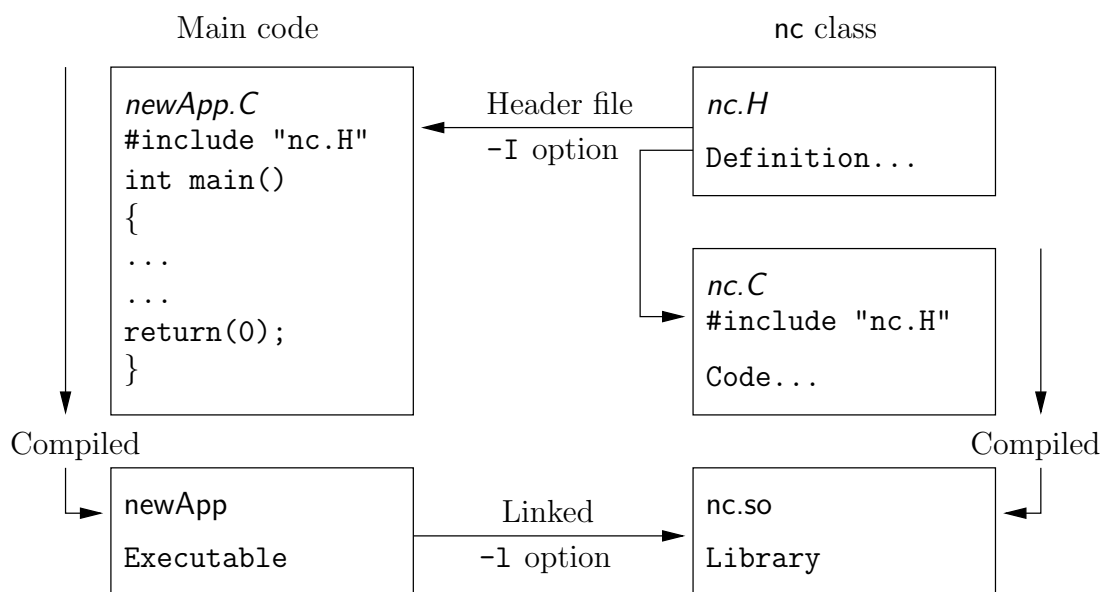 Main code
nc class
newApp.C
#include "nc.H"
int main()
{
...
...
return(0);
}
Header file
-I option
nc.H
Definition...
nc.C
#include "nc.H"
Code...
Compiled
Compiled
newApp
Executable
Linked
-l option
nc.so
Library